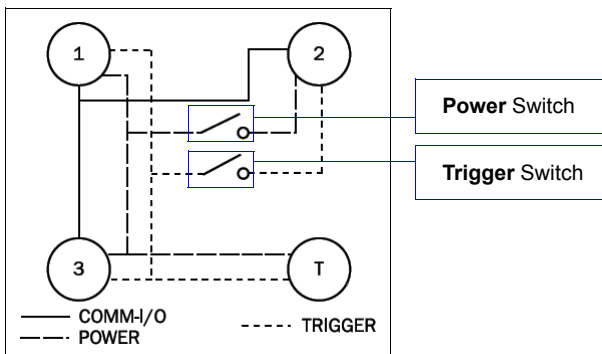 1
2
Power Switch
Trigger Switch
3
T
COMM-I/O
POWER
TRIGGER